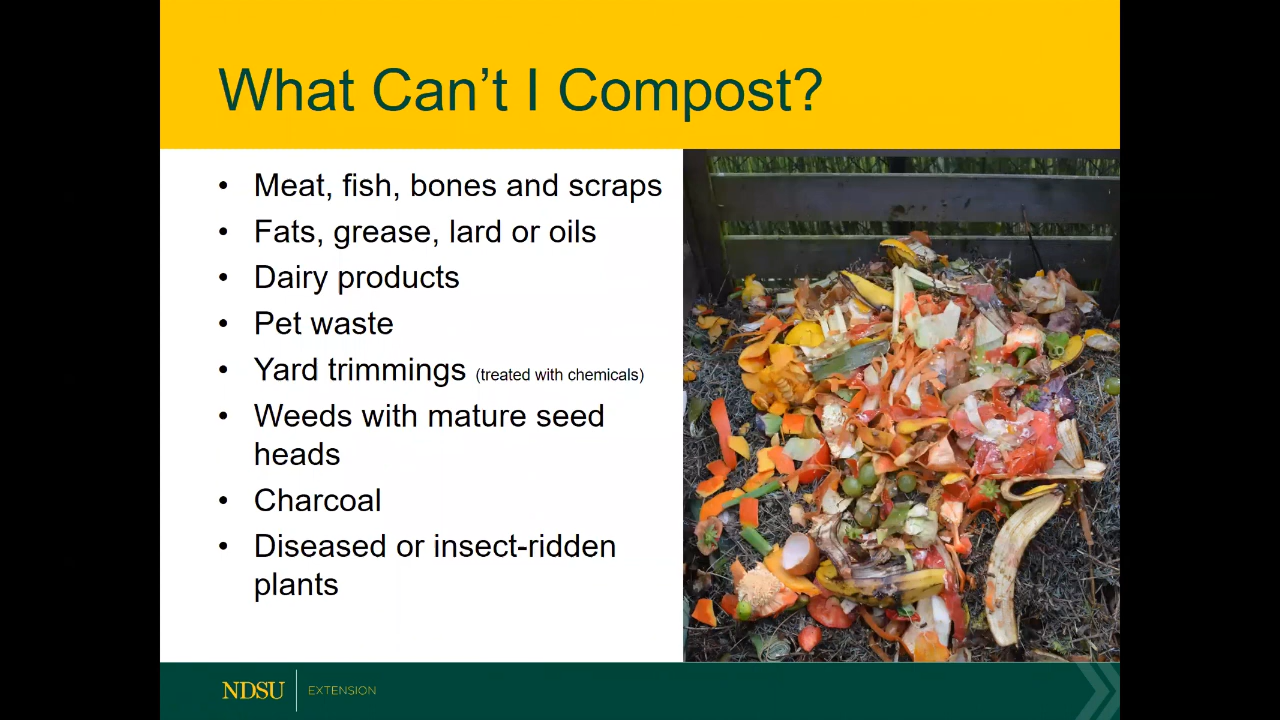 What Can't I Compost?
• Meat, fish, bones and scraps
• Fats, grease, lard or oils
• Dairy products
• Pet waste
• Yard trimmings (treated with chemicals)
• Weeds with mature seed
heads
• Charcoal
• Diseased or insect-ridden
plants
NDSU EXTENSION